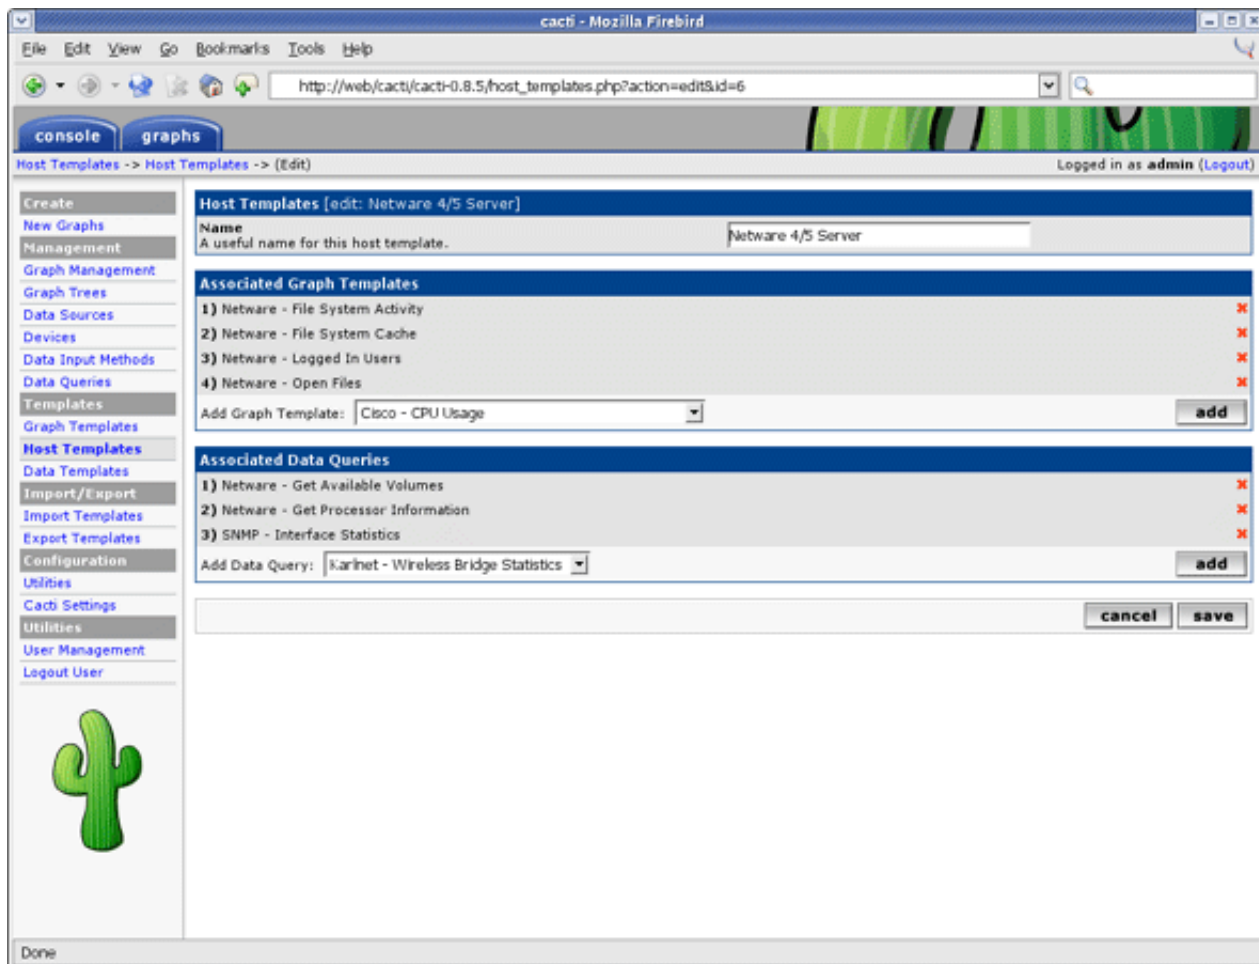 cacti - Mozilla Firebird
File Edit View Go Bookmarks Tools Help
http://web/cacti/cacti-0.8.5/host_templates.php?action=edit&id=6
console graphs
Host Templates -> Host Templates -> (Edit) Logged in as admin (Logout)
Create
New Graphs
Management
Graph Management
Graph Trees
Data Sources
Devices
Data Input Methods
Data Queries
Templates
Graph Templates
Host Templates
Data Templates
Import/Export
Import Templates
Export Templates
Configuration
Utilities
Cacti Settings
Utilities
User Management
Logout User
Host Templates [edit: Netware 4/5 Server]
Name
A useful name for this host template.
Netware 4/5 Server
Associated Graph Templates
1) Netware - File System Activity
2) Netware - File System Cache
3) Netware - Logged In Users
4) Netware - Open Files
Add Graph Template: Cisco - CPU Usage add
Associated Data Queries
1) Netware - Get Available Volumes
2) Netware - Get Processor Information
3) SNMP - Interface Statistics
Add Data Query: Karlnet - Wireless Bridge Statistics add
cancel save
Done